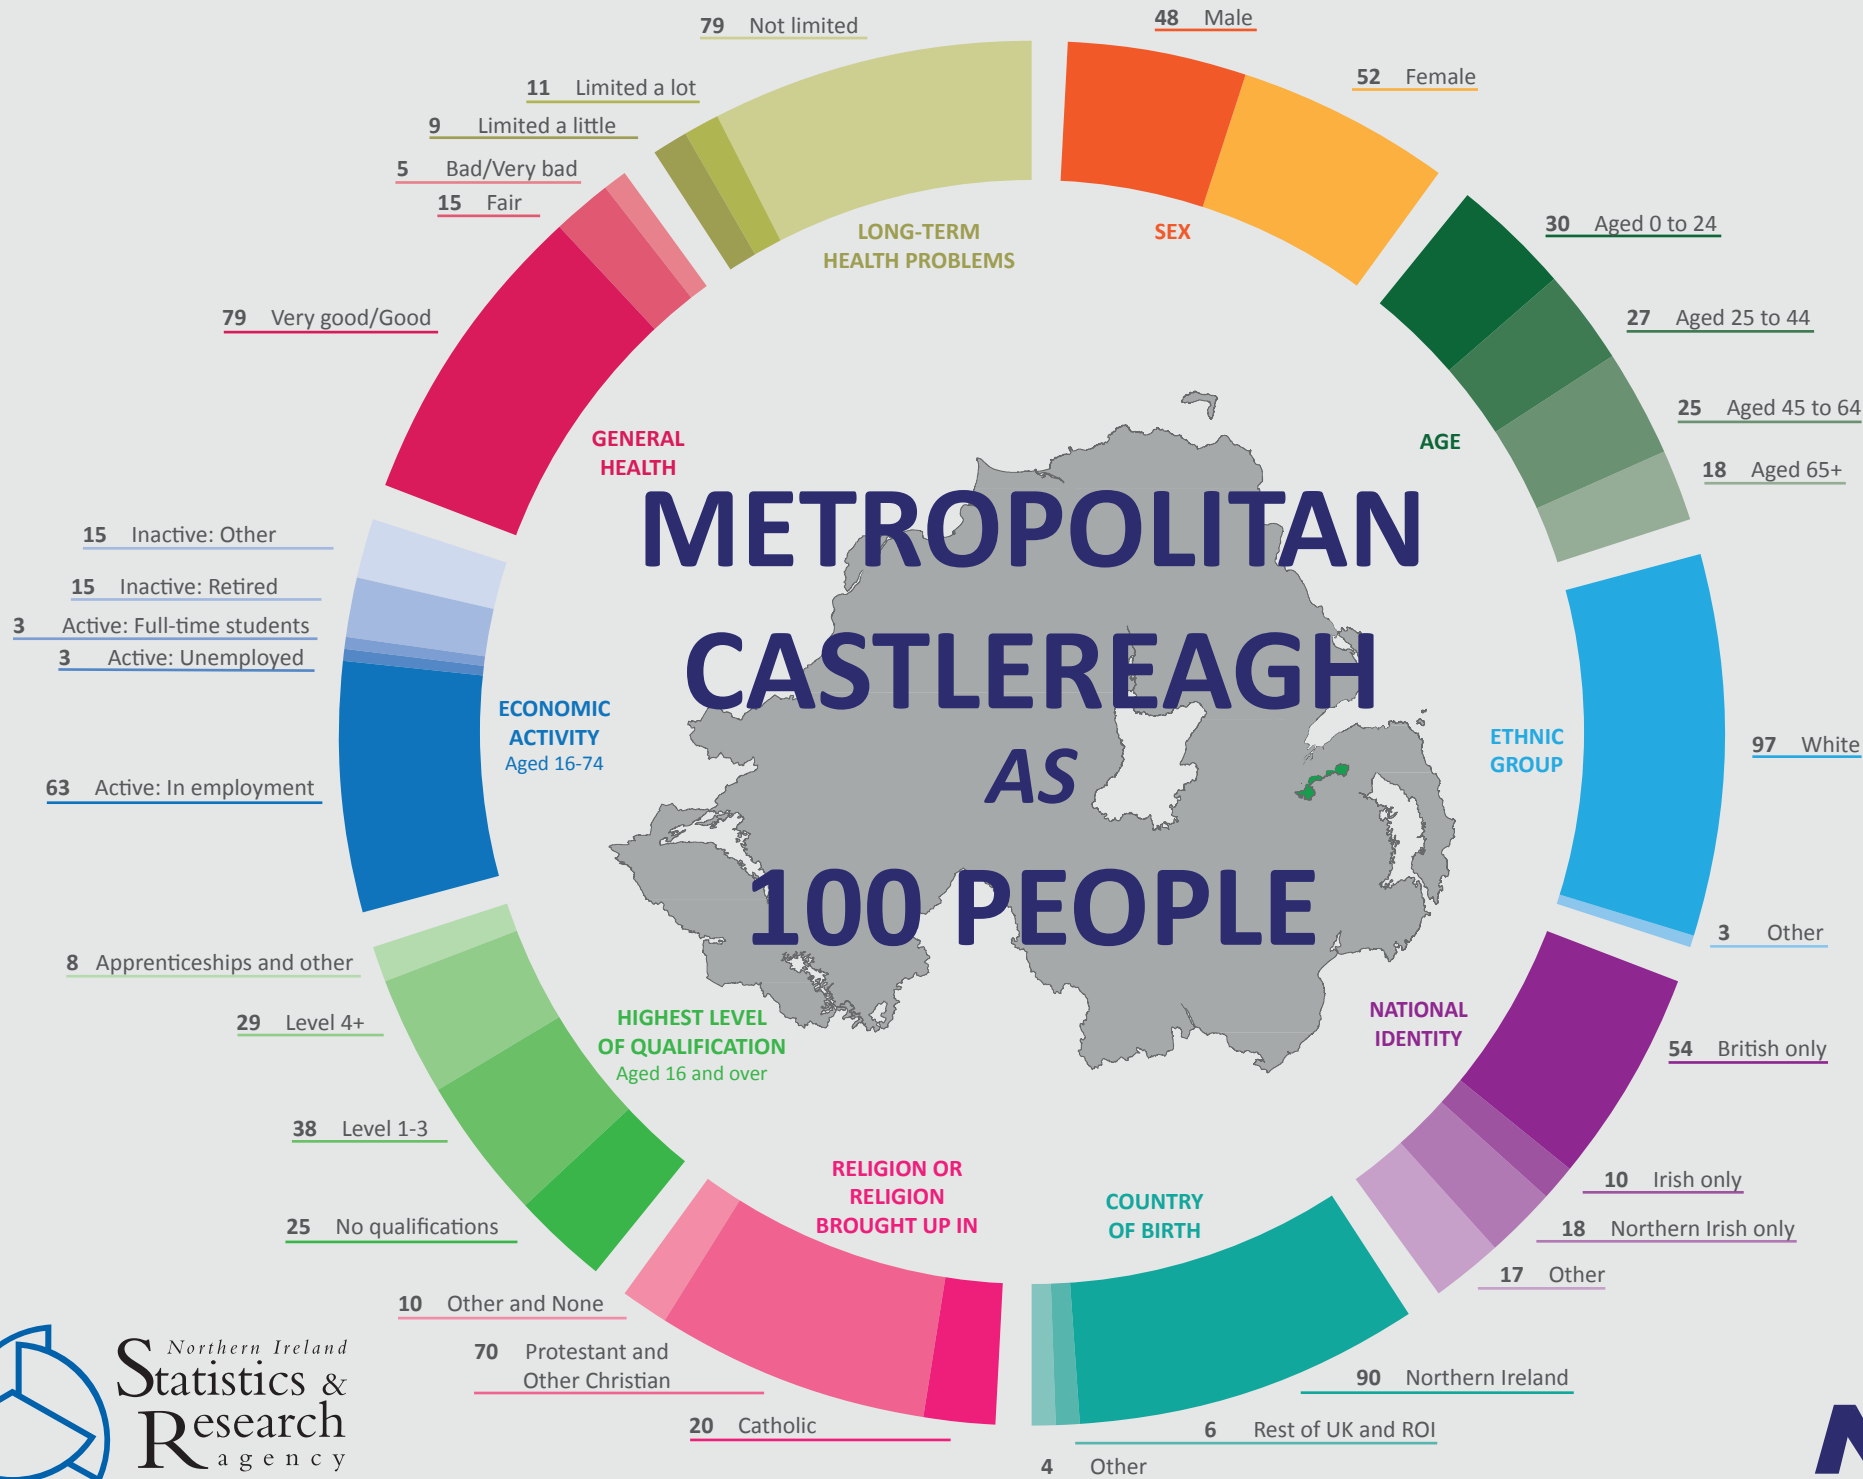 METROPOLITAN
CASTLEREAGH
AS
100 PEOPLE
SEX
48 Male
52 Female
AGE
30 Aged 0 to 24
27 Aged 25 to 44
25 Aged 45 to 64
18 Aged 65+
ETHNIC
GROUP
97 White
3 Other
NATIONAL
IDENTITY
54 British only
10 Irish only
18 Northern Irish only
17 Other
COUNTRY
OF BIRTH
90 Northern Ireland
6 Rest of UK and ROI
4 Other
RELIGION OR
RELIGION
BROUGHT UP IN
20 Catholic
70 Protestant and
Other Christian
10 Other and None
HIGHEST LEVEL
OF QUALIFICATION
Aged 16 and over
25 No qualifications
38 Level 1-3
29 Level 4+
8 Apprenticeships and other
ECONOMIC
ACTIVITY
Aged 16-74
63 Active: In employment
3 Active: Unemployed
3 Active: Full-time students
15 Inactive: Retired
15 Inactive: Other
GENERAL
HEALTH
79 Very good/Good
15 Fair
5 Bad/Very bad
LONG-TERM
HEALTH PROBLEMS
9 Limited a little
11 Limited a lot
79 Not limited
Northern Ireland
Statistics &
Research
agency